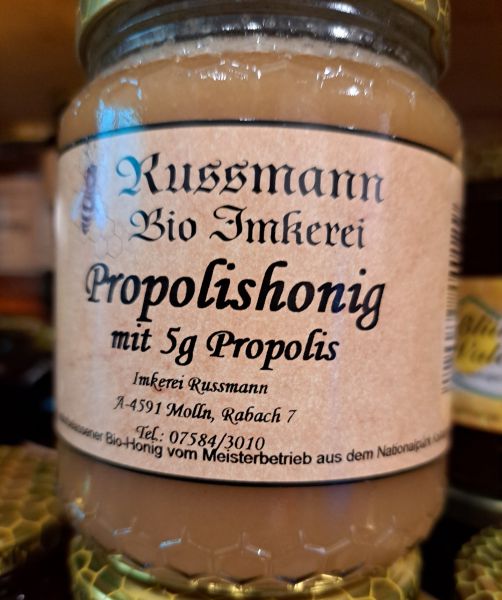 Russmann
Bio Imkerei
Propolishonig
mit 5g Propolis
Imkerei Russmann
A-4591 Molln, Rabach 7
Tel.: 07584/3010
Bio-Honig vom Meisterbetrieb aus dem Nationalpark